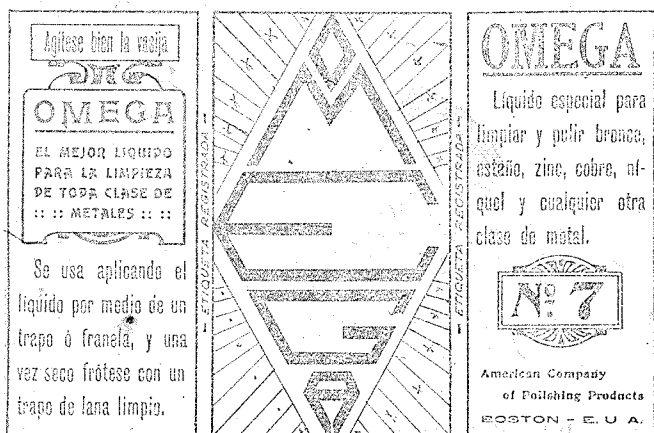 Agítese bien la vasija
OMEGA
EL MEJOR LIQUIDO
PARA LA LIMPIEZA
DE TODA CLASE DE
:: :: METALES :: ::
Se usa aplicando el
líquido por medio de un
trapo ó franela, y una
vez seco frótese con un
trapo de lana limpio.
— ETIQUETA REGISTRADA —
OMEGA
— ETIQUETA REGISTRADA —
OMEGA
Líquido especial para
limpiar y pulir bronce,
estaño, zinc, cobre, ní-
quel y cualquier otra
clase de metal.
Nº 7
American Company
of Polishing Products
BOSTON - E. U A.